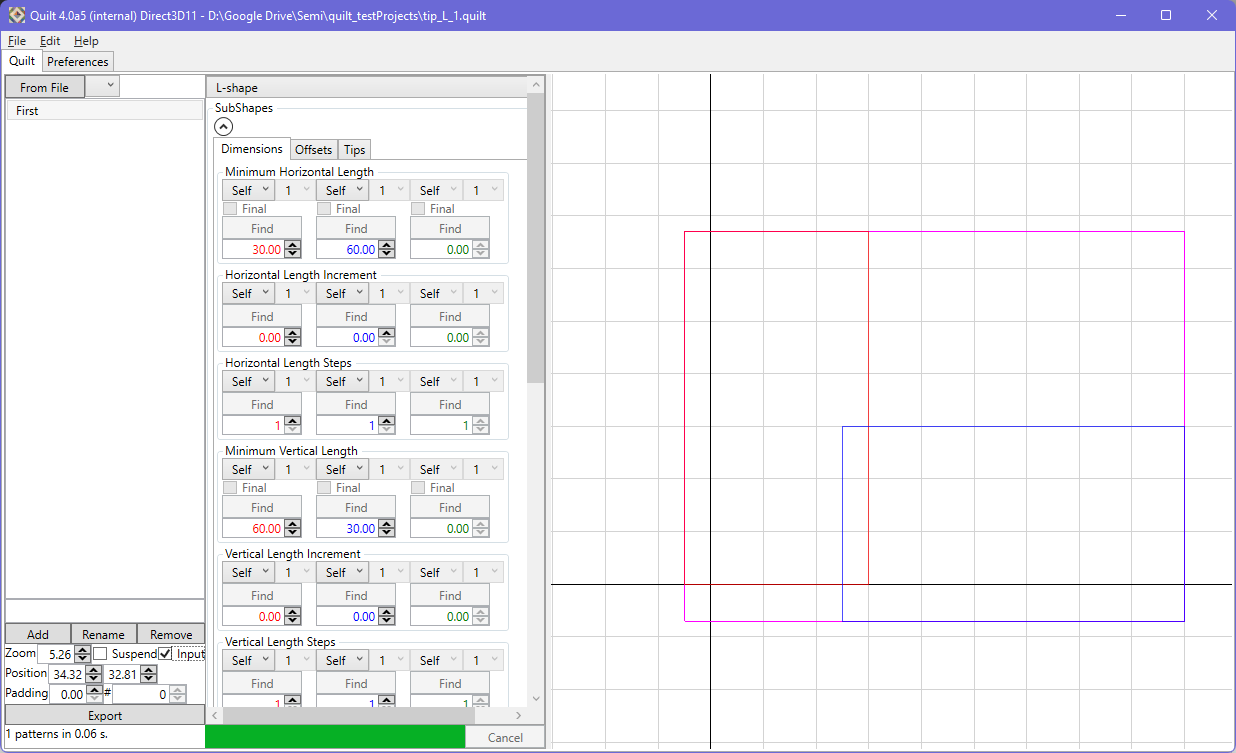 Quilt 4.0a5 (internal) Direct3D11 - D:\Google Drive\Semi\quilt_testProjects\tip_L_1.quilt
File Edit Help
Quilt Preferences
From File
First
L-shape
SubShapes
Dimensions Offsets Tips
Minimum Horizontal Length
Self 1 Self 1 Self 1
Final Final Final
Find Find Find
30.00 60.00 0.00
Horizontal Length Increment
Self 1 Self 1 Self 1
Find Find Find
0.00 0.00 0.00
Horizontal Length Steps
Self 1 Self 1 Self 1
Find Find Find
1 1 1
Minimum Vertical Length
Self 1 Self 1 Self 1
Final Final Final
Find Find Find
60.00 30.00 0.00
Vertical Length Increment
Self 1 Self 1 Self 1
Find Find Find
0.00 0.00 0.00
Vertical Length Steps
Self 1 Self 1 Self 1
Find Find Find
1 1 1
Add Rename Remove
Zoom 5.26 Suspend Input
Position 34.32 32.81
Padding 0.00 # 0
Export
1 patterns in 0.06 s.
Cancel